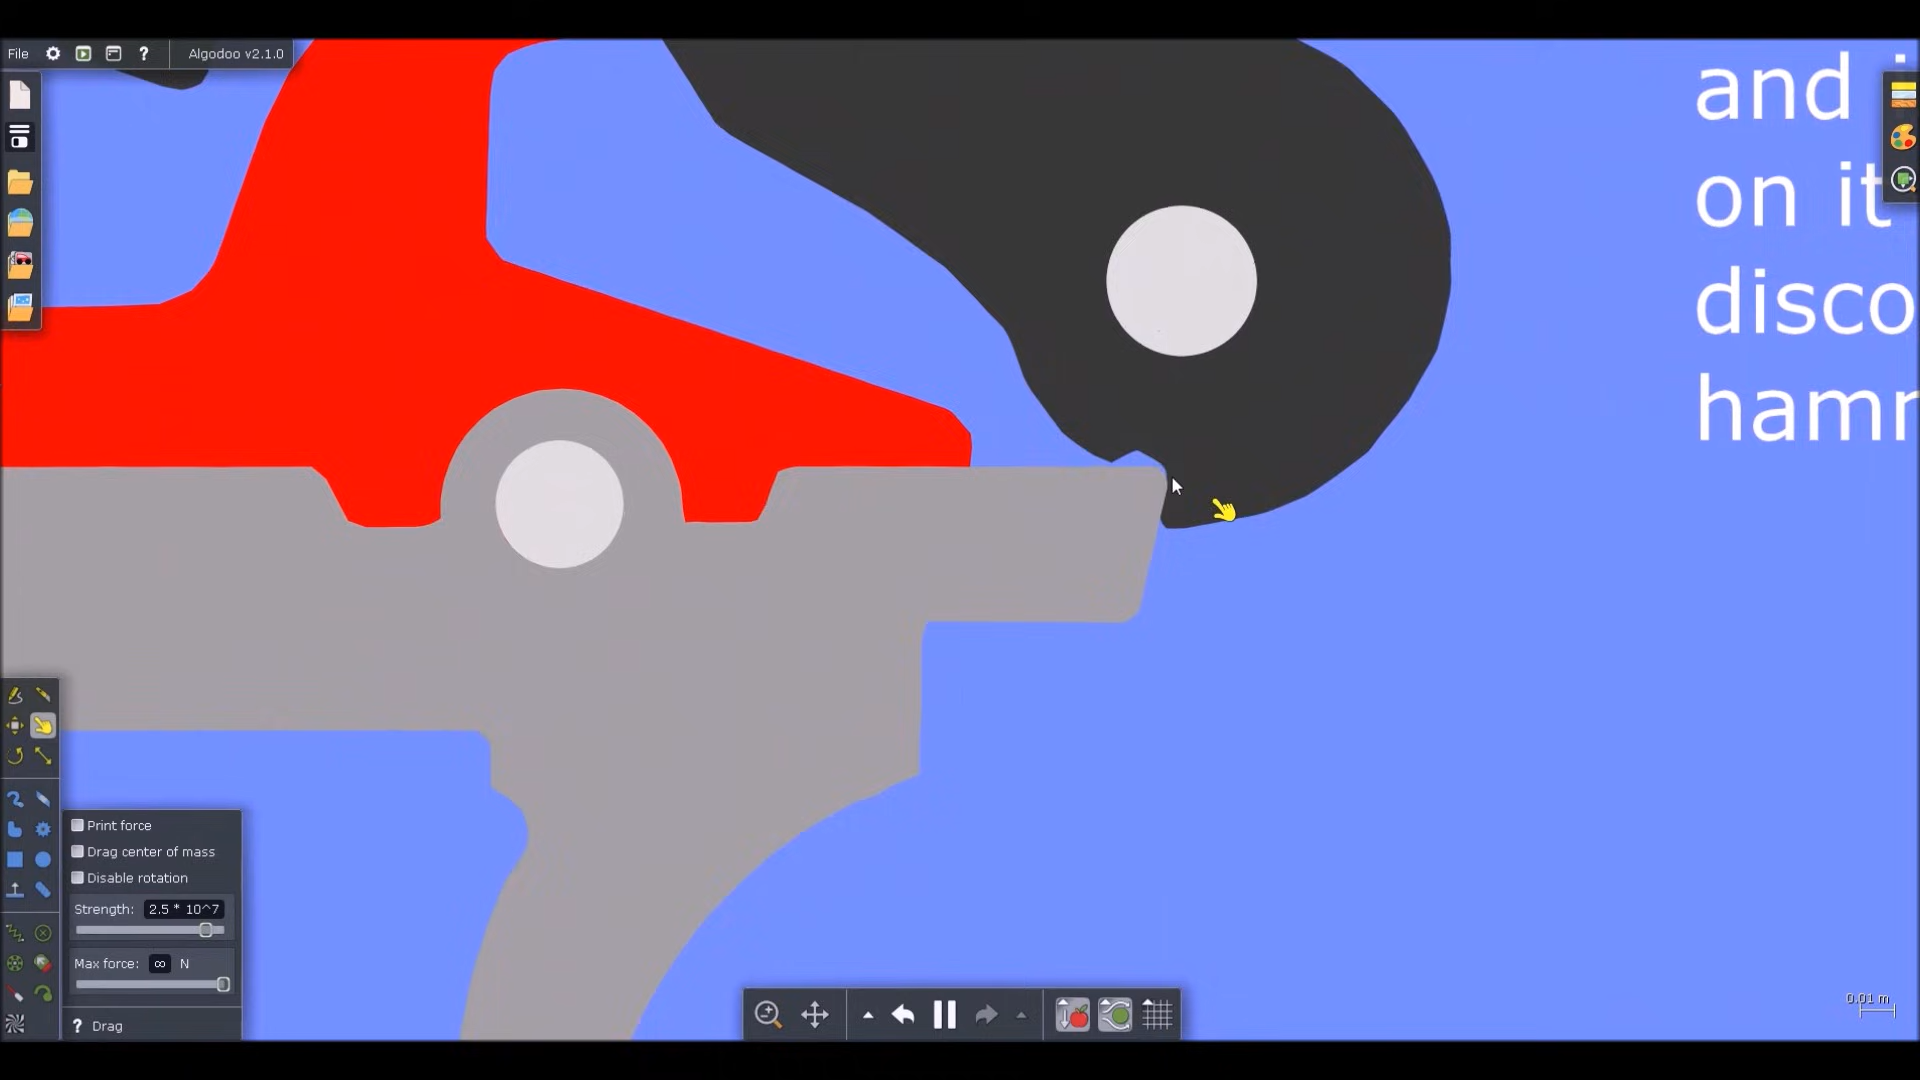 File ? Algodoo v2.1.0
and
on it
disco
ham
Print force
Drag center of mass
Disable rotation
Strength: 2.5 * 10^7
Max force: ∞ N
? Drag
0.01 m